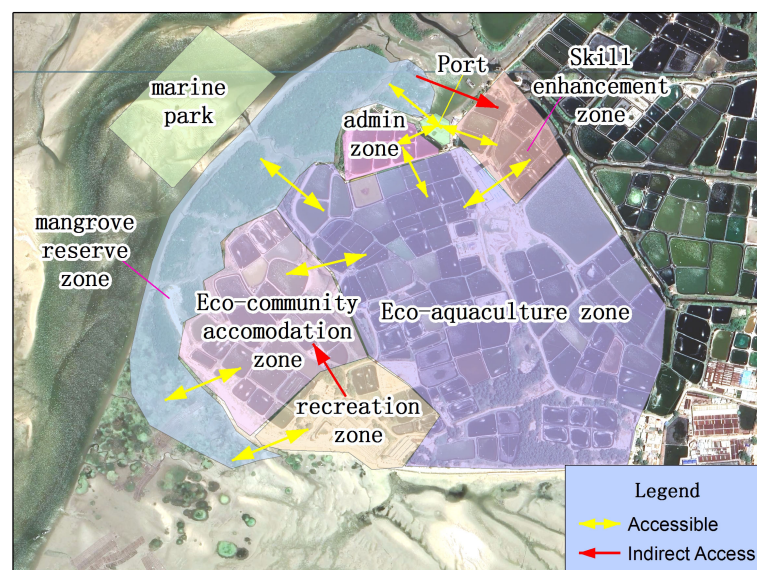 marine
park
Port
Skill
enhancement
zone
admin
zone
mangrove
reserve
zone
Eco-community
accomodation
zone
Eco-aquaculture zone
recreation
zone
Legend
Accessible
Indirect Access